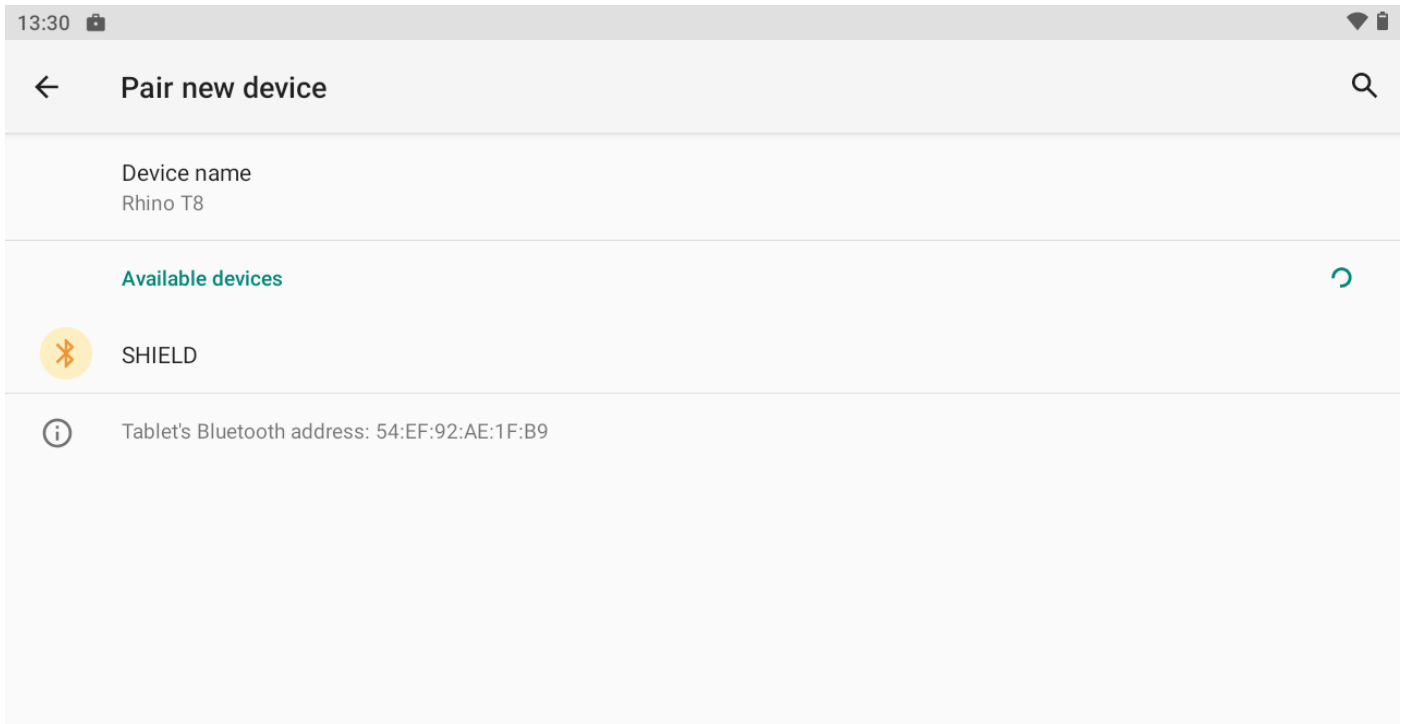 13:30
Pair new device
Device name
Rhino T8
Available devices
SHIELD
Tablet's Bluetooth address: 54:EF:92:AE:1F:B9